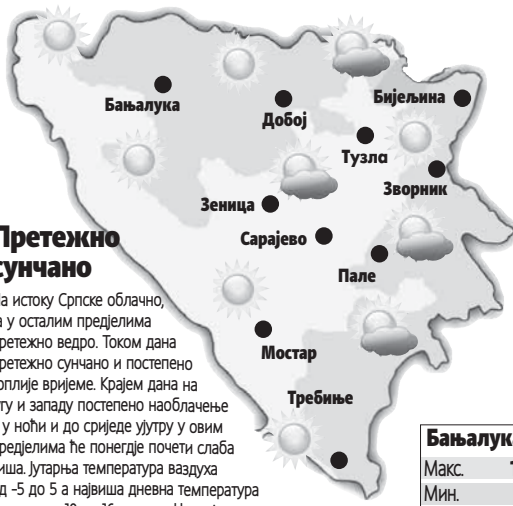 Бањалука
Добој
Бијељина
Тузла
Зворник
Зеница
Сарајево
Пале
Мостар
Требиње
Претежно
сунчано
На истоку Српске облачно,
а у осталим предјелима
претежно ведро. Током дана
претежно сунчано и постепено
топлије вријеме. Крајем дана на
југу и западу постепено наоблачење
у ноћи и до сриједе ујутру у овим
предјелима ће понегдје почети слаба
киша. Јутарња температура ваздуха
од -5 до 5 а највиша дневна температура
Бањалука
Макс.
Мин.